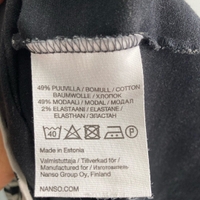 49% PUUVILLA / BOMULL / COTTON
BAUMWOLLE / ХЛОПОК
49% MODAALI / MODAL / МОДАЛ
2% ELASTAANI / ELASTANE /
ELASTHAN / ЭЛАСТАН
40
Made in Estonia
Valmistuttaja / Tillverkad för /
Manufactured for / Изготовлено
Nanso Group Oy, Finland
NANSO.COM